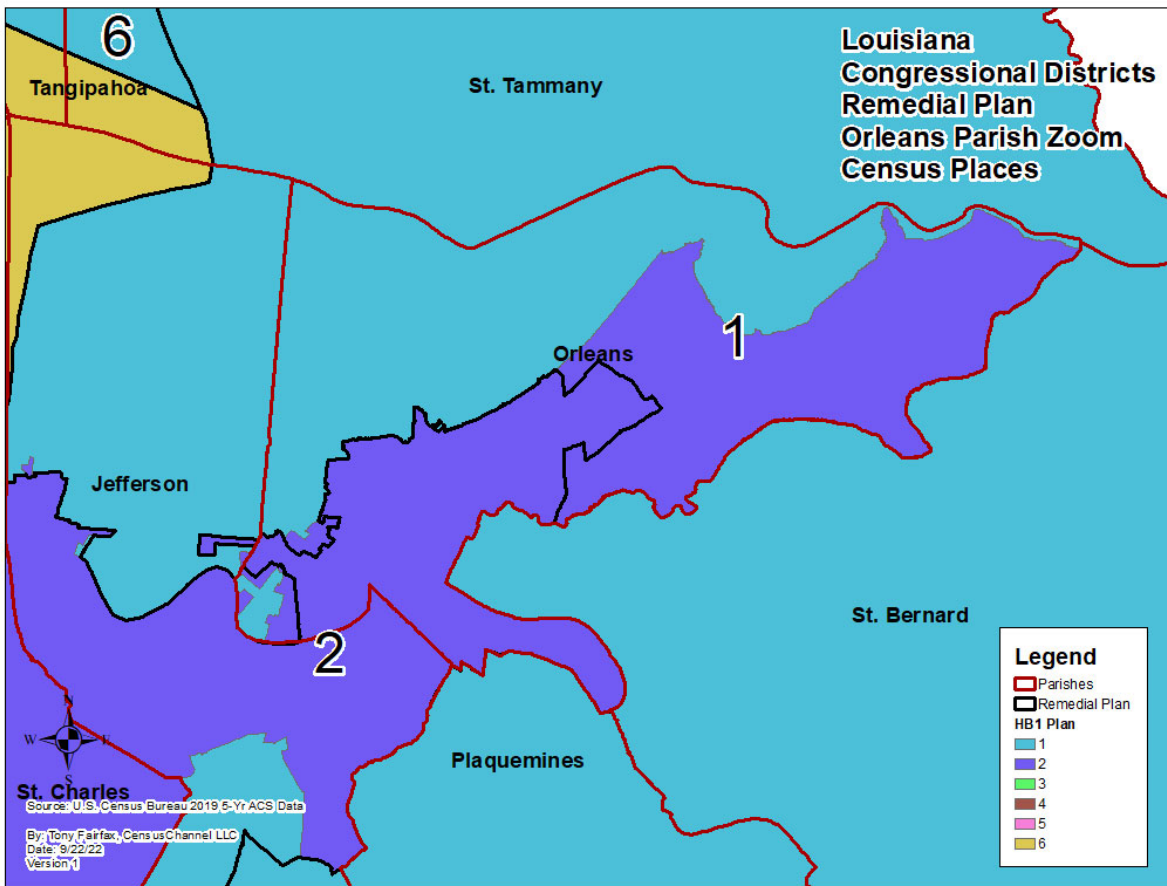 6
Tangipahoa
St. Tammany
Louisiana
Congressional Districts
Remedial Plan
Orleans Parish Zoom
Census Places
1
Orleans
Jefferson
St. Bernard
2
Plaquemines
N
W
E
S
St. Charles
Source: U.S. Census Bureau 2019 5-Yr ACS Data
By: Tony Fairfax, CensusChannel LLC
Date: 9/22/22
Version 1
Legend
Parishes
Remedial Plan
HB1 Plan
1
2
3
4
5
6